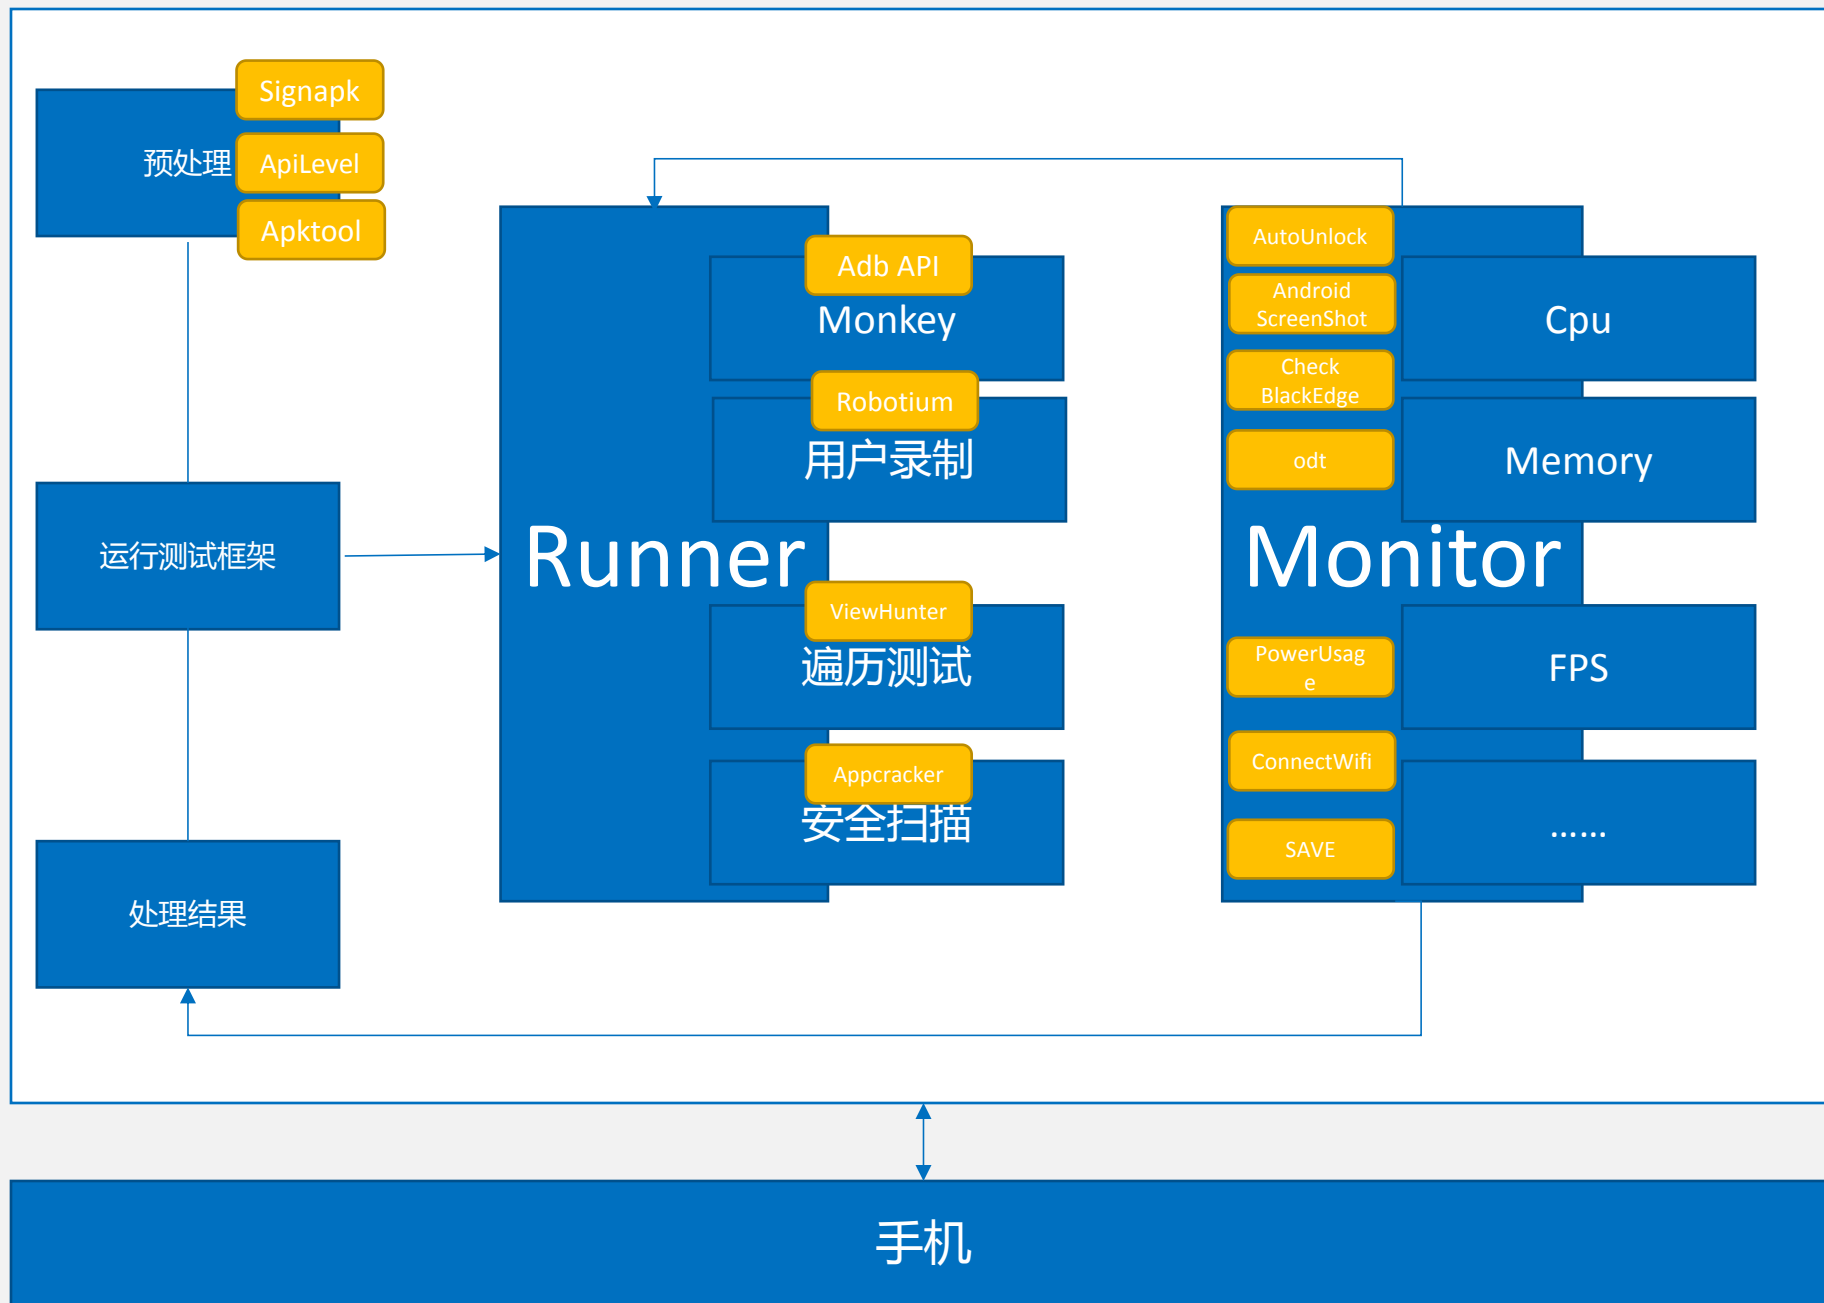 Signapk
预处理
ApiLevel
Apktool
运行测试框架
处理结果
Runner
Adb API
Monkey
Robotium
用户录制
ViewHunter
遍历测试
Appcracker
安全扫描
Monitor
AutoUnlock
Android
ScreenShot
Check
BlackEdge
odt
PowerUsag
e
ConnectWifi
SAVE
Cpu
Memory
FPS
......
手机